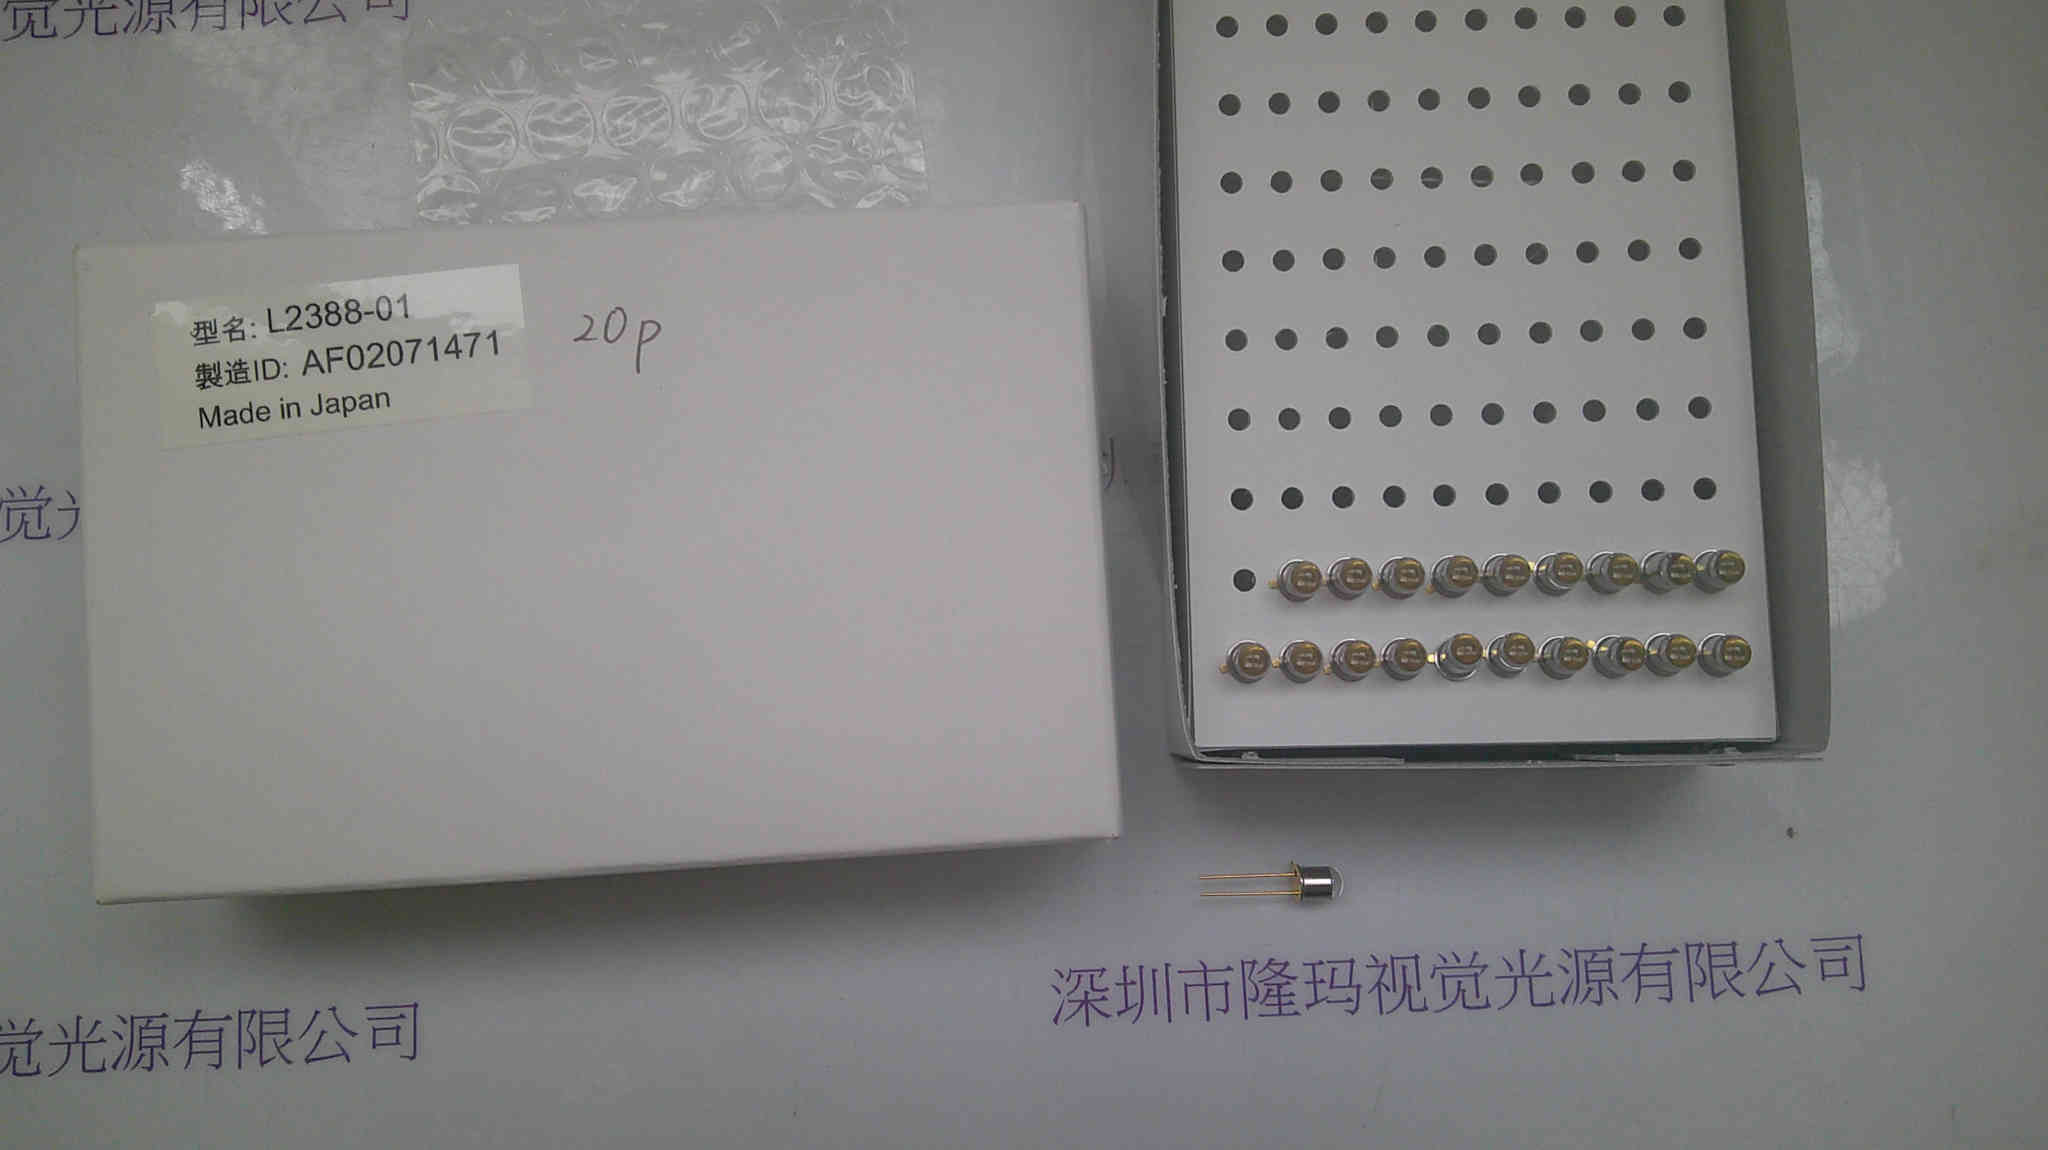 觉光源有限公司
型名: L2388-01
製造ID: AF02071471
Made in Japan
20p
觉光
深圳市隆玛视觉光源有限公司
觉光源有限公司